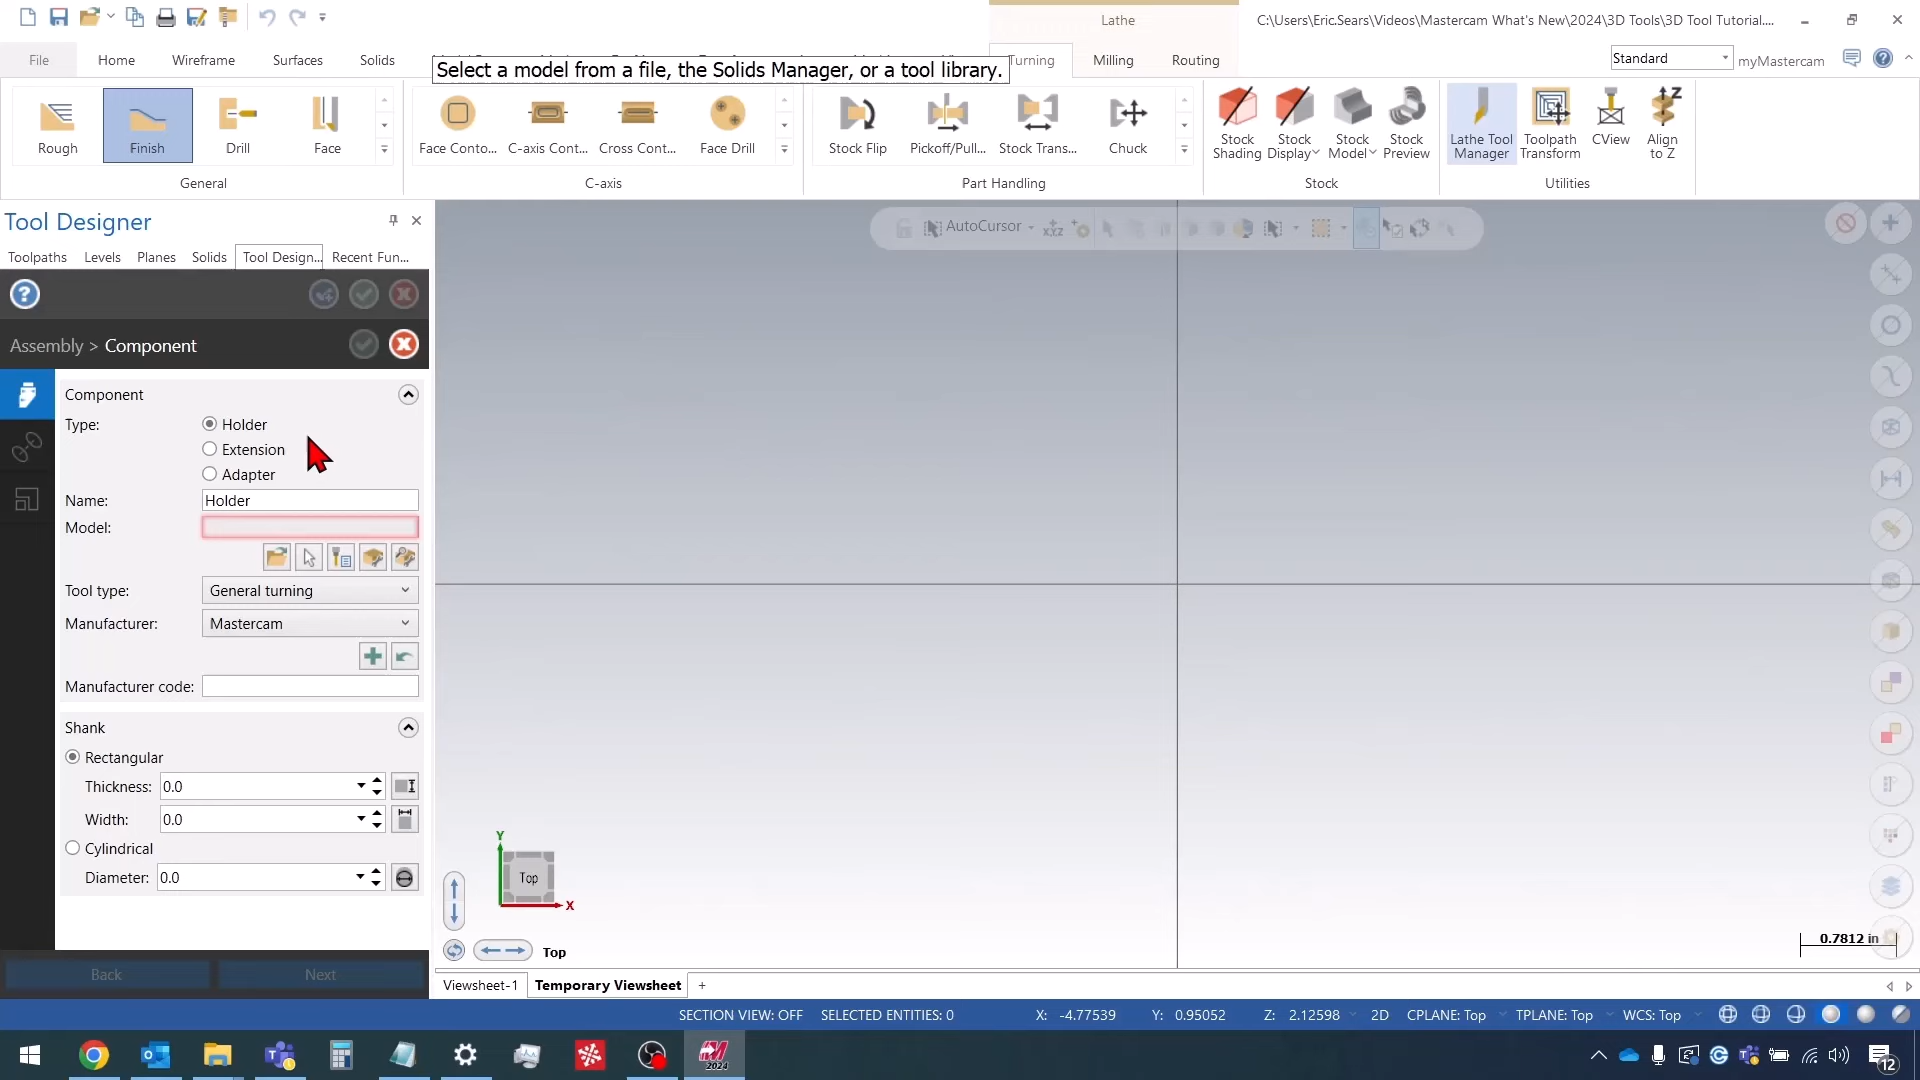 Lathe
C:\Users\Eric.Sears\Videos\Mastercam What's New\2024\3D Tools\3D Tool Tutorial....
File
Home
Wireframe
Surfaces
Solids
Turning
Milling
Routing
Standard
myMastercam
Select a model from a file, the Solids Manager, or a tool library.
Rough
Finish
Drill
Face
Face Conto...
C-axis Cont...
Cross Cont...
Face Drill
Stock Flip
Pickoff/Pull...
Stock Trans...
Chuck
Stock
Shading
Stock
Display
Stock
Model
Stock
Preview
Lathe Tool
Manager
Toolpath
Transform
CView
Align
to Z
General
C-axis
Part Handling
Stock
Utilities
Tool Designer
Toolpaths
Levels
Planes
Solids
Tool Design...
Recent Fun...
AutoCursor
Assembly > Component
Component
Type:
Holder
Extension
Adapter
Name:
Holder
Model:
Tool type:
General turning
Manufacturer:
Mastercam
Manufacturer code:
Shank
Rectangular
Thickness:
0.0
Width:
0.0
Cylindrical
Diameter:
0.0
Back
Next
Y
Top
X
Top
0.7812 in
Viewsheet-1
Temporary Viewsheet
+
SECTION VIEW: OFF
SELECTED ENTITIES: 0
X: -4.77539
Y: 0.95052
Z: 2.12598
2D
CPLANE: Top
TPLANE: Top
WCS: Top
2024
12